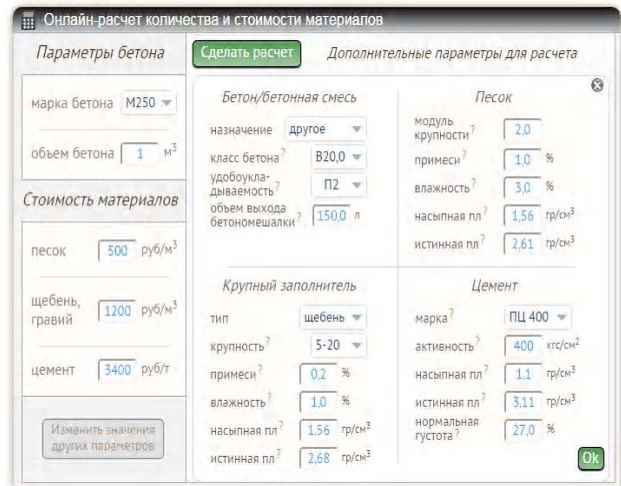 Онлайн-расчет количества и стоимости материалов
Параметры бетона
марка бетона М250
объем бетона 1 м³
Стоимость материалов
песок 500 руб/м³
щебень, гравий 1200 руб/м³
цемент 3400 руб/т
Изменить значения
других параметров
Сделать расчет Дополнительные параметры для расчета
Бетон/бетонная смесь
назначение другое
класс бетона? В20,0
удобоукла-
дываемость? П2
объем выхода
бетономешалки? 150,0 л
Песок
модуль
крупности? 2,0
примеси? 1,0 %
влажность? 3,0 %
насыпная пл? 1,56 гр/см³
истинная пл? 2,61 гр/см³
Крупный заполнитель
тип щебень
крупность? 5-20
примеси? 0,2 %
влажность? 1,0 %
насыпная пл? 1,56 гр/см³
истинная пл? 2,68 гр/см³
Цемент
марка? ПЦ 400
активность? 400 кгс/см²
насыпная пл? 1,1 гр/см³
истинная пл? 3,11 гр/см³
нормальная
густота? 27,0 %
Ok